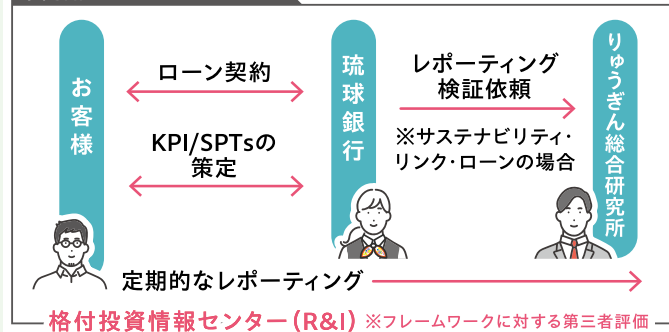 お客様
ローン契約
KPI/SPTsの
策定
琉球銀行
レポーティング
検証依頼
※サステナビリティ・
リンク・ローンの場合
りゅうぎん総合研究所
定期的なレポーティング
格付投資情報センター（R&I） ※フレームワークに対する第三者評価